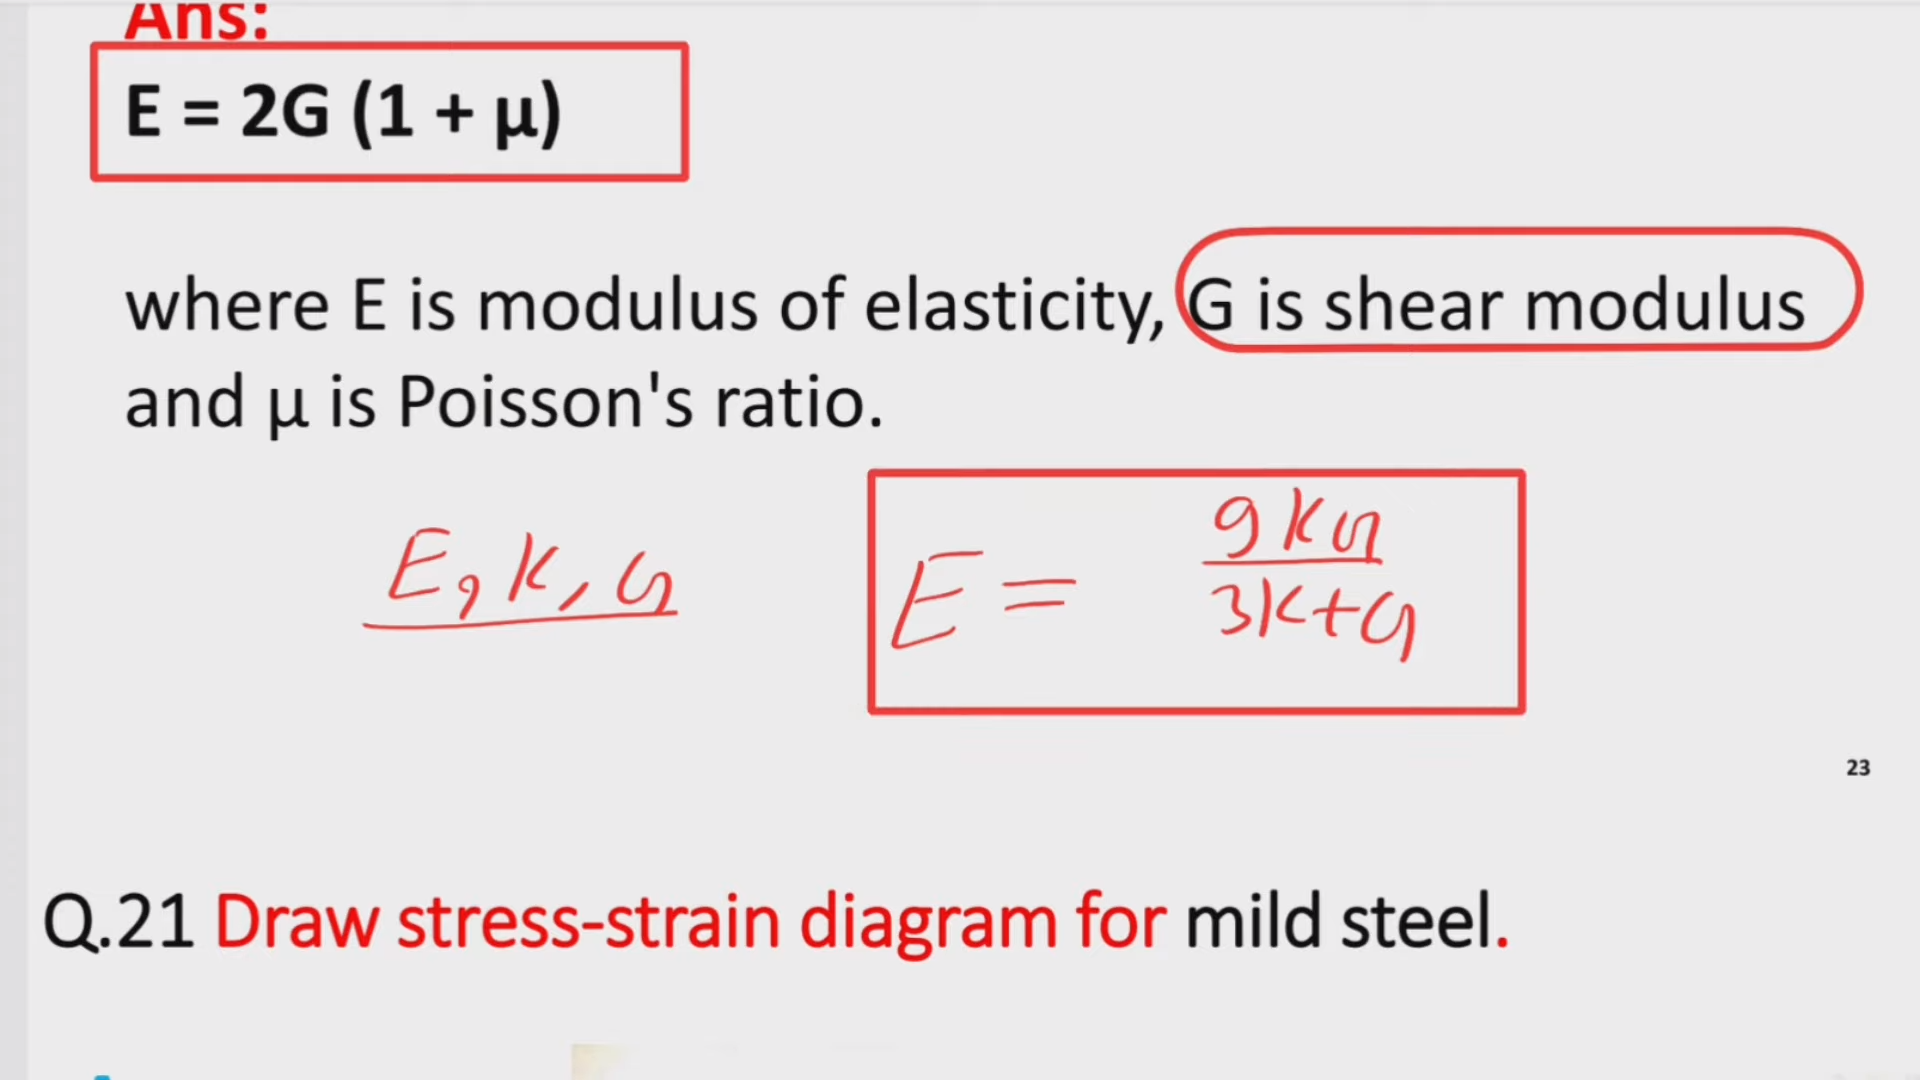 Ans:
E = 2G (1 + μ)
where E is modulus of elasticity, G is shear modulus
and μ is Poisson's ratio.
E, K, G
E = 9KG
3K+G
23
Q.21 Draw stress-strain diagram for mild steel.